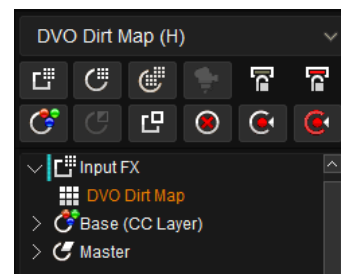 DVO Dirt Map (H)
Input FX
DVO Dirt Map
Base (CC Layer)
Master